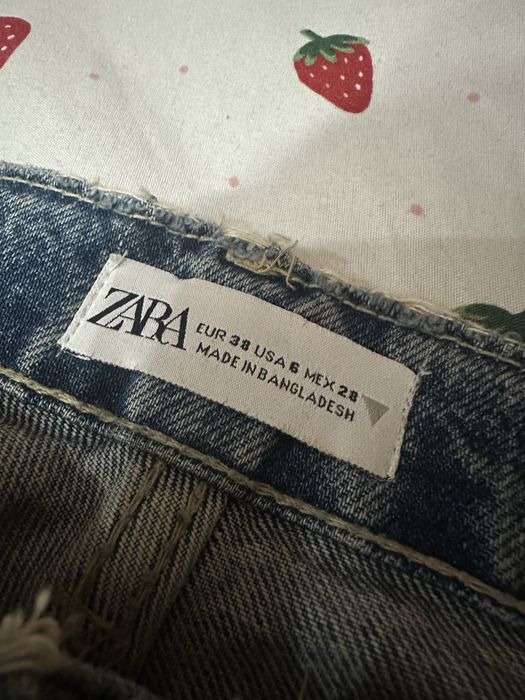 ZARA
EUR 38 USA 6 MEX 28
MADE IN BANGLADESH